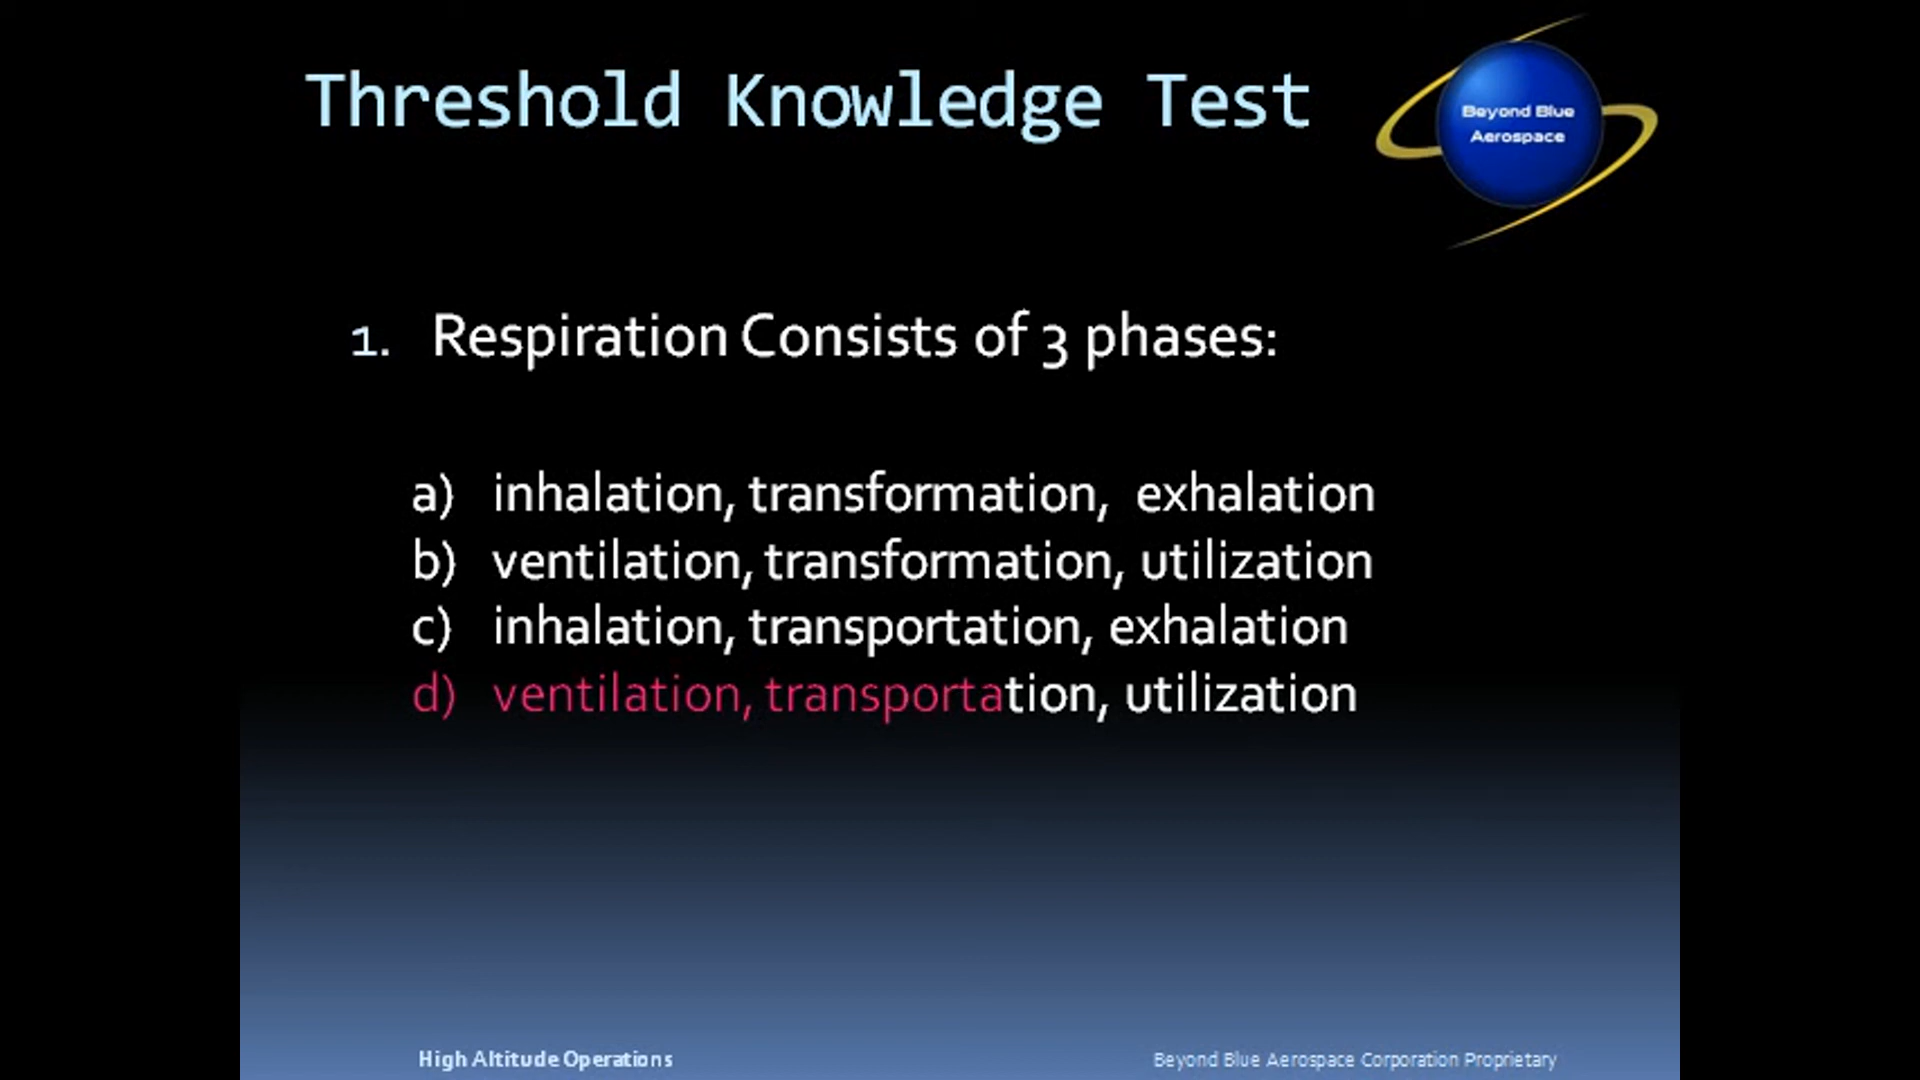 Threshold Knowledge Test
Beyond Blue
Aerospace
1. Respiration Consists of 3 phases:
a) inhalation, transformation, exhalation
b) ventilation, transformation, utilization
c) inhalation, transportation, exhalation
d) ventilation, transportation, utilization
High Altitude Operations
Beyond Blue Aerospace Corporation Proprietary